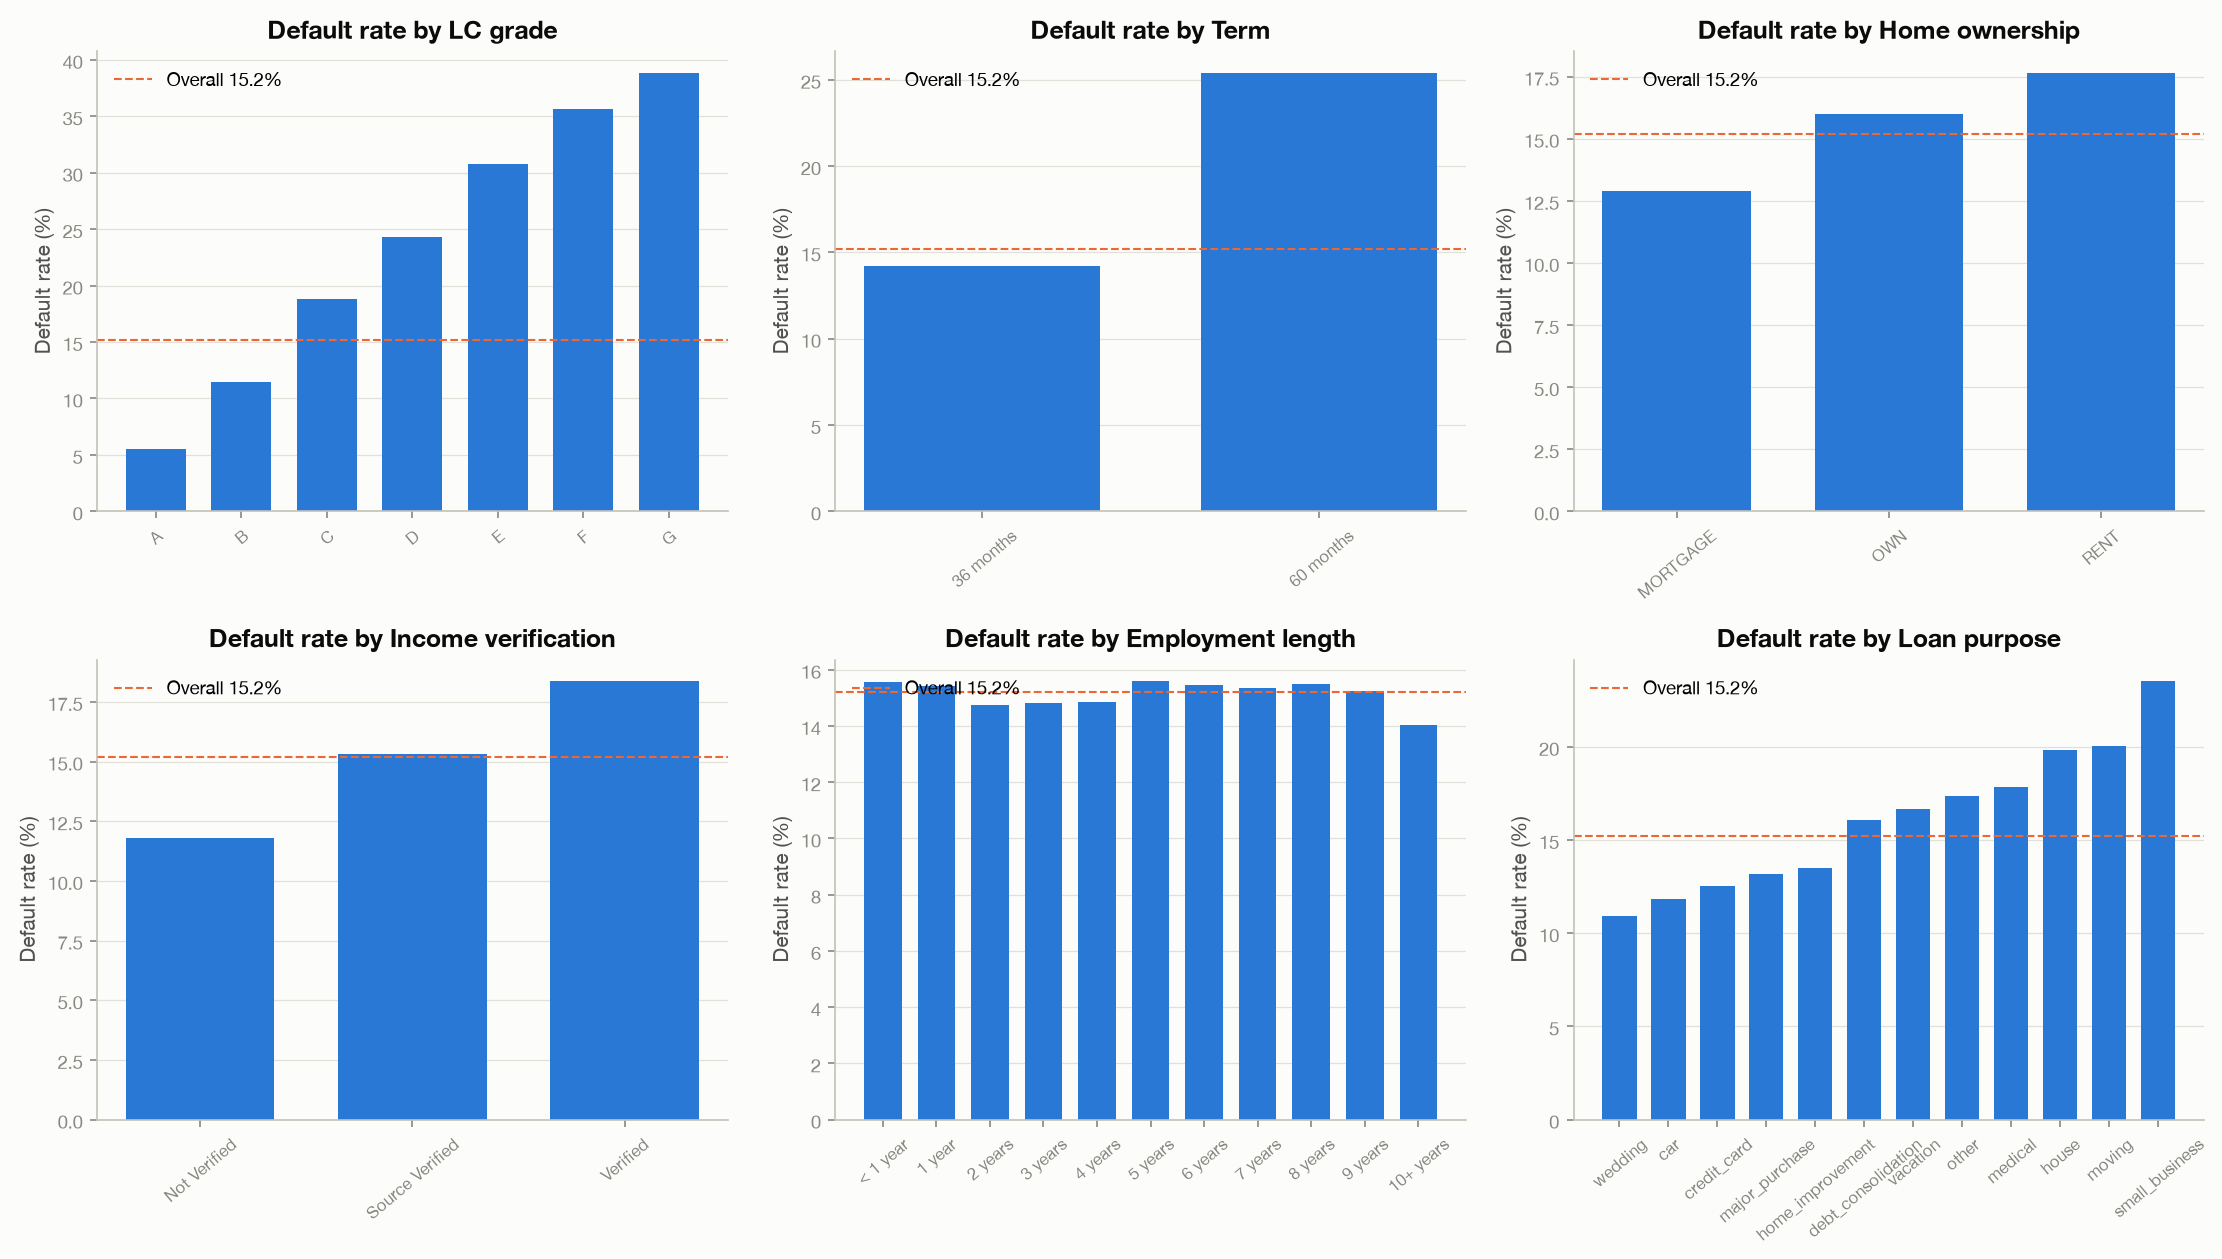 Default rate by LC grade
Default rate (%)
40
35
30
25
20
15
10
5
0
Overall 15.2%
A
B
C
D
E
F
G
Default rate by Term
Default rate (%)
25
20
15
10
5
0
Overall 15.2%
36 months
60 months
Default rate by Home ownership
Default rate (%)
17.5
15.0
12.5
10.0
7.5
5.0
2.5
0.0
Overall 15.2%
MORTGAGE
OWN
RENT
Default rate by Income verification
Default rate (%)
17.5
15.0
12.5
10.0
7.5
5.0
2.5
0.0
Overall 15.2%
Not Verified
Source Verified
Verified
Default rate by Employment length
Default rate (%)
16
14
12
10
8
6
4
2
0
Overall 15.2%
< 1 year
1 year
2 years
3 years
4 years
5 years
6 years
7 years
8 years
9 years
10+ years
Default rate by Loan purpose
Default rate (%)
20
15
10
5
0
Overall 15.2%
wedding
car
credit_card
major_purchase
home_improvement
debt_consolidation
vacation
other
medical
house
moving
small_business